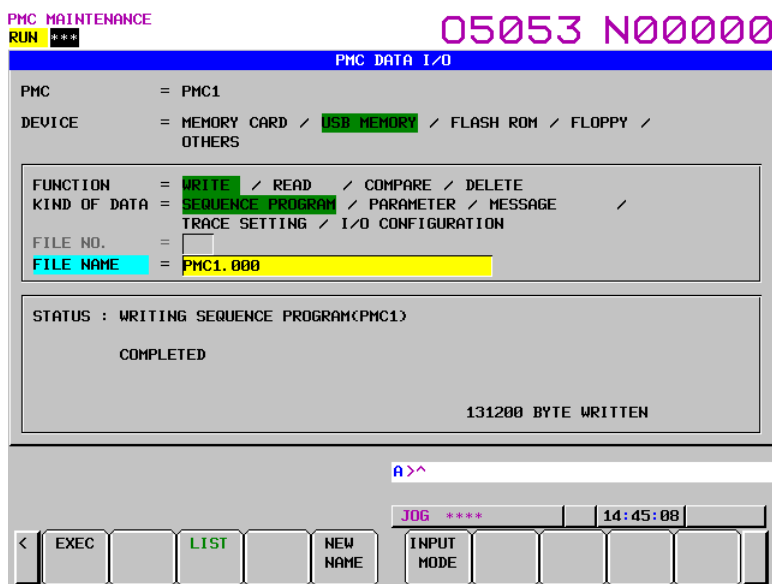 PMC MAINTENANCE
RUN *** O5053 N00000
PMC DATA I/O
PMC = PMC1
DEVICE = MEMORY CARD / USB MEMORY / FLASH ROM / FLOPPY /
OTHERS
FUNCTION = WRITE / READ / COMPARE / DELETE
KIND OF DATA = SEQUENCE PROGRAM / PARAMETER / MESSAGE /
TRACE SETTING / I/O CONFIGURATION
FILE NO. =
FILE NAME = PMC1.000
STATUS : WRITING SEQUENCE PROGRAM(PMC1)
COMPLETED
131200 BYTE WRITTEN
A>^
JOG **** 14:45:08
< EXEC LIST NEW NAME INPUT MODE